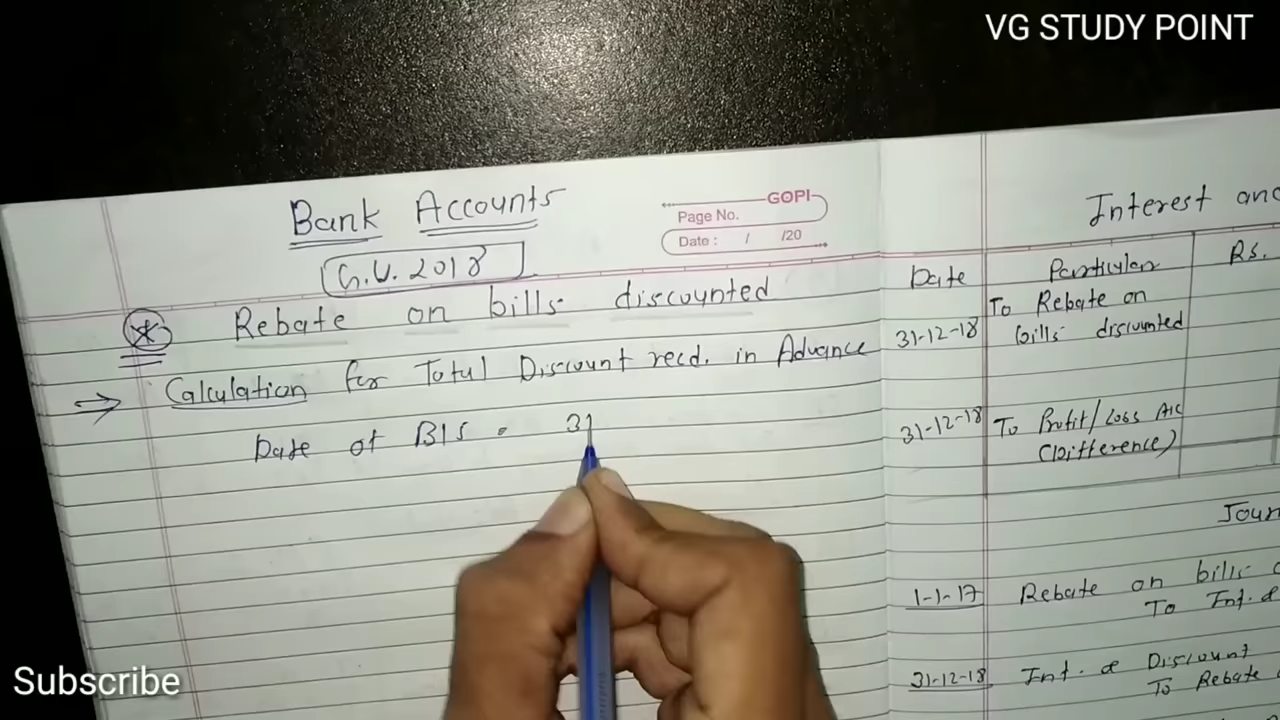 VG STUDY POINT
Bank Accounts
GOPI
Page No.
Date : / /20
G.U. 2018
Rebate on bills discounted
Calculation for Total Discount recd. in Advance
Date of B/S = 31
Interest and
Date Particular Rs.
31-12-18 To Rebate on
bills discounted
31-12-18 To Profit/Loss A/c
(Difference)
Jour
1-1-17 Rebate on bills
To Int. &
31-12-18 Int. & Discount
To Rebate
Subscribe